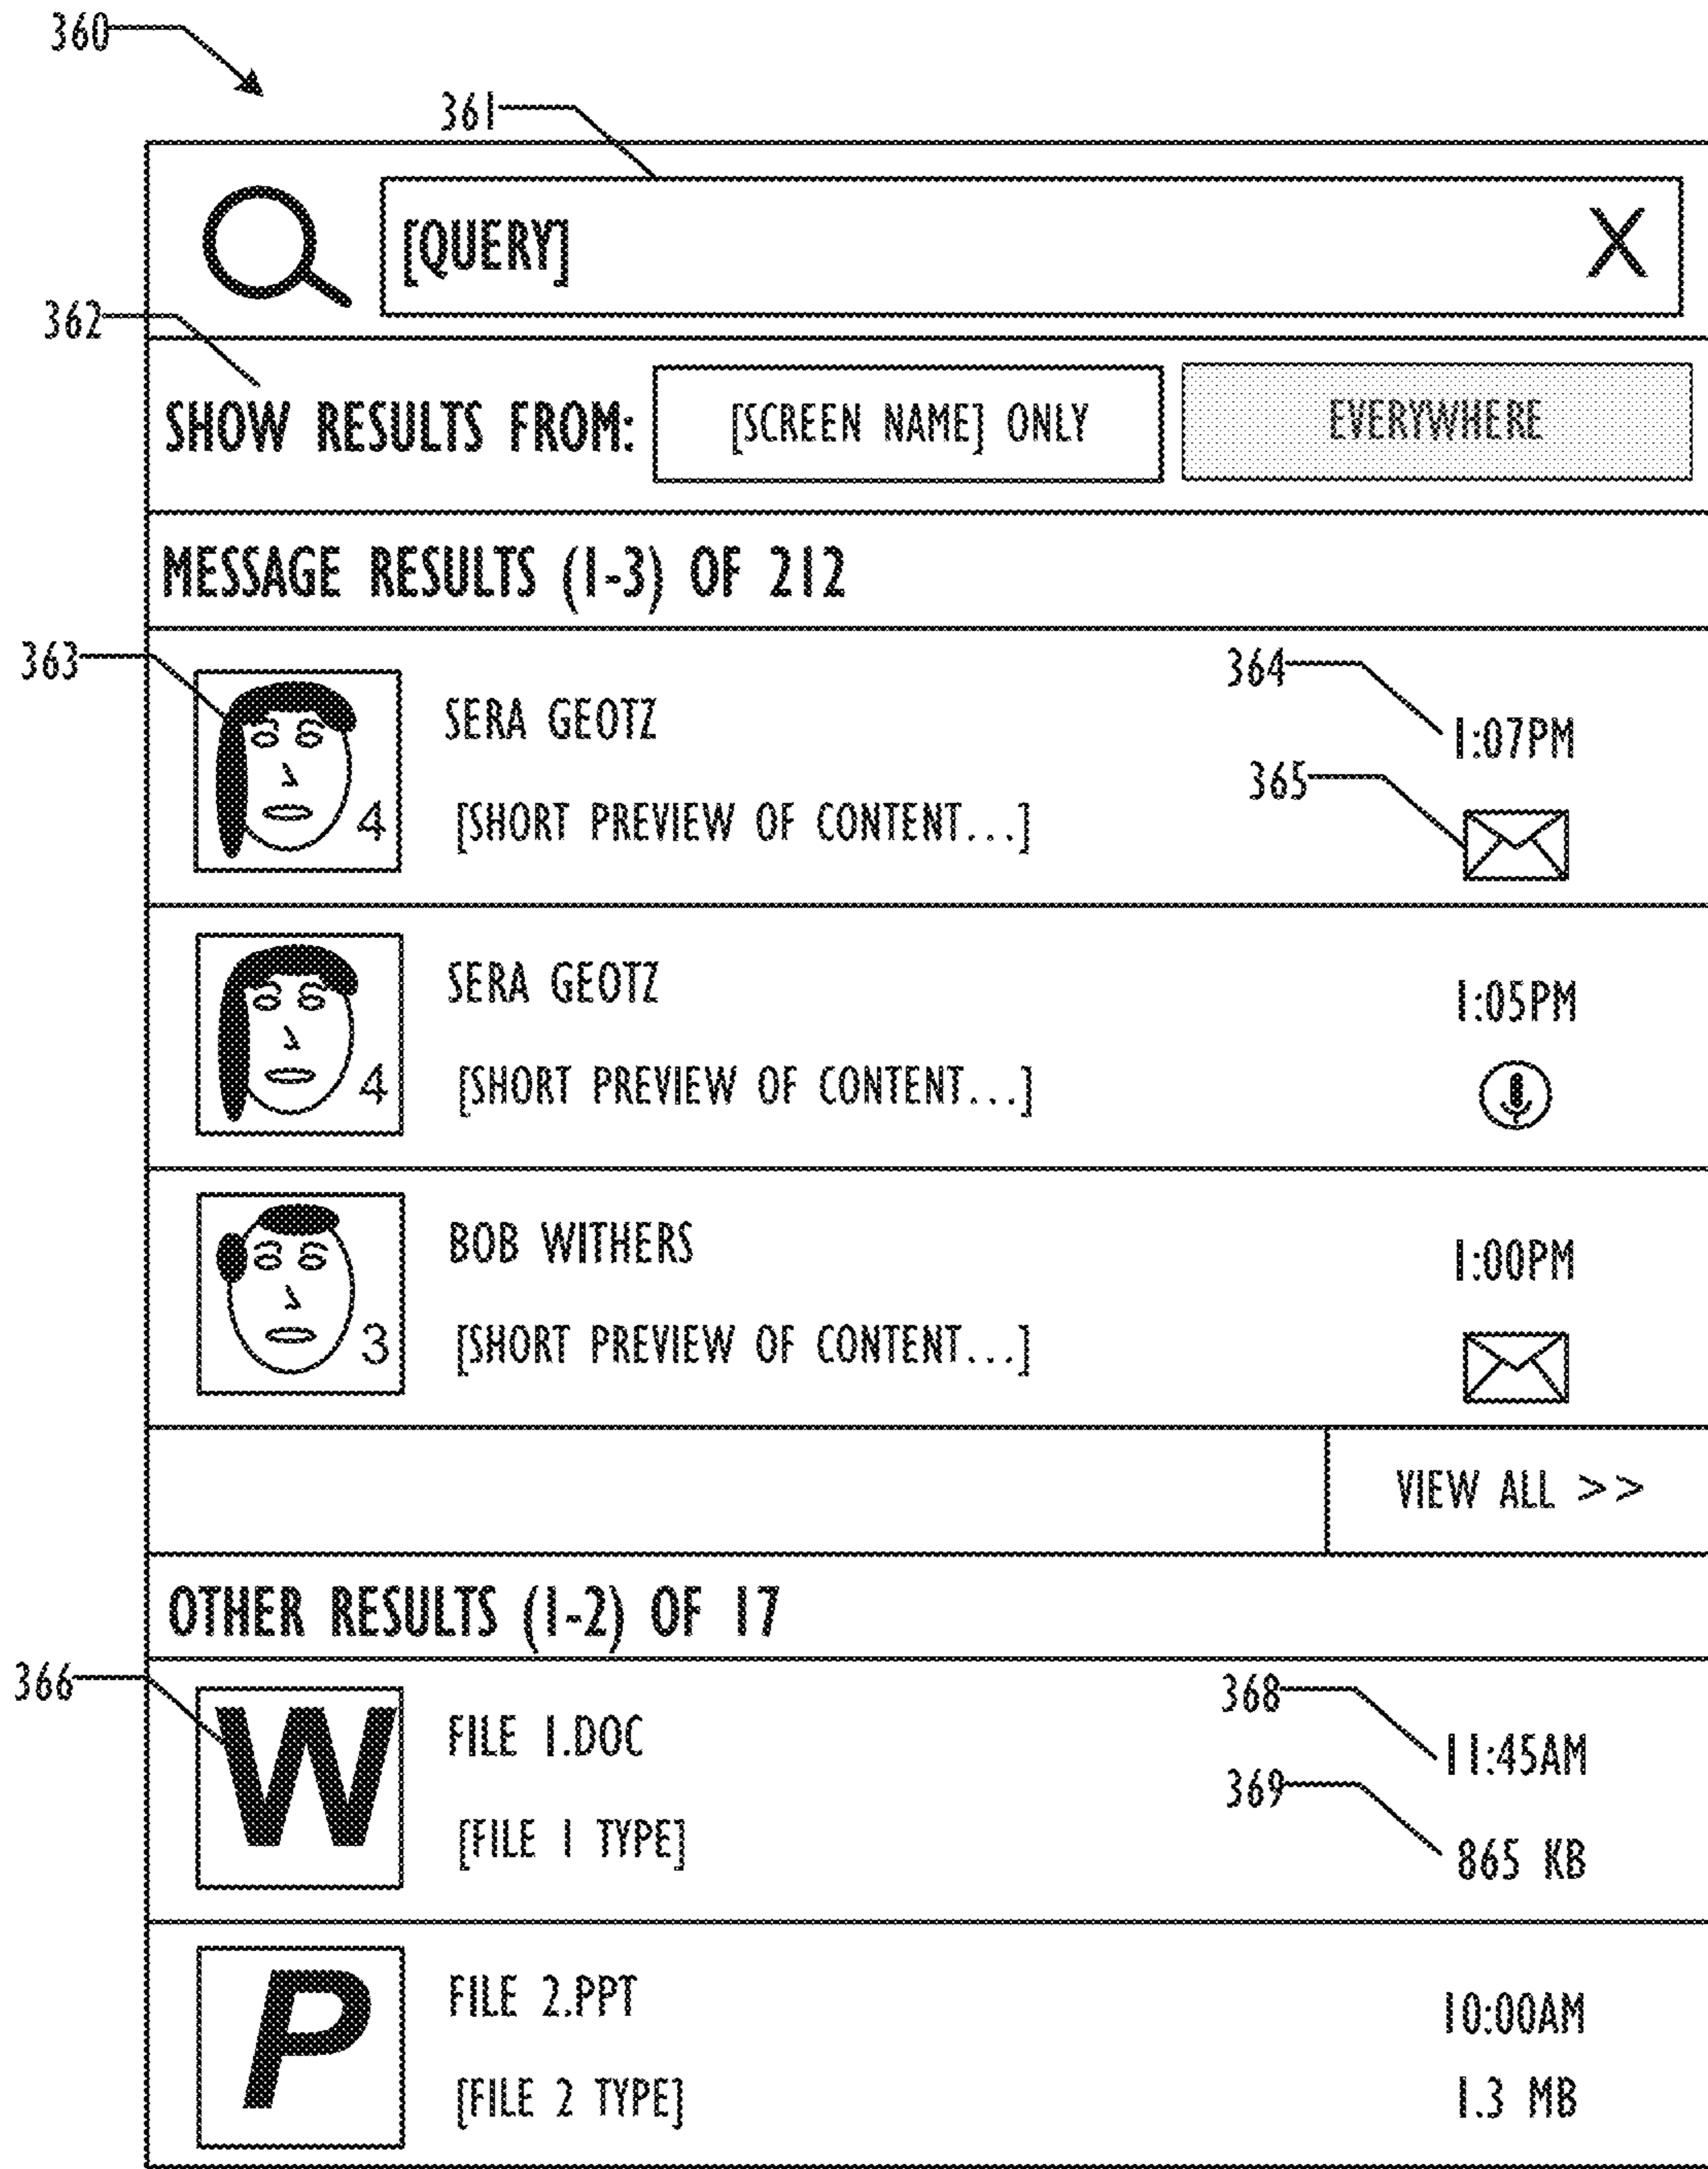 360
361
[QUERY] X
362
SHOW RESULTS FROM: [SCREEN NAME] ONLY EVERYWHERE
MESSAGE RESULTS (1-3) OF 212
363
364
SERA GEOTZ 1:07PM
365
4 [SHORT PREVIEW OF CONTENT...]
SERA GEOTZ 1:05PM
4 [SHORT PREVIEW OF CONTENT...]
BOB WITHERS 1:00PM
3 [SHORT PREVIEW OF CONTENT...]
VIEW ALL >>
OTHER RESULTS (1-2) OF 17
366
368
W FILE 1.DOC 11:45AM
369
[FILE 1 TYPE] 865 KB
P FILE 2.PPT 10:00AM
[FILE 2 TYPE] 1.3 MB